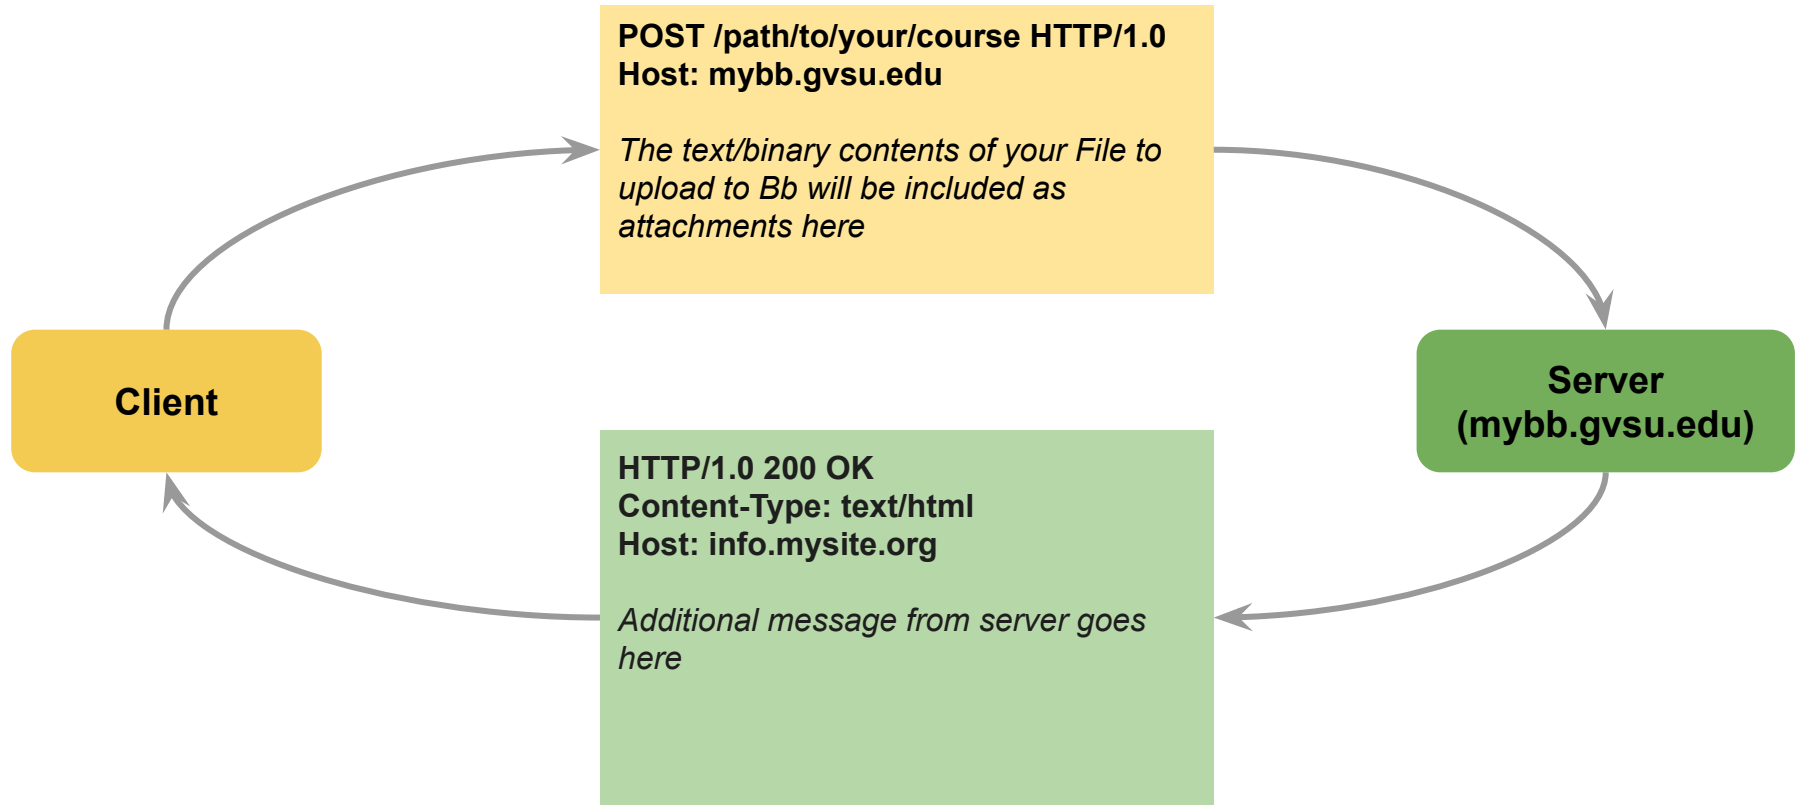 POST /path/to/your/course HTTP/1.0
Host: mybb.gvsu.edu
The text/binary contents of your File to
upload to Bb will be included as
attachments here
Client
Server
(mybb.gvsu.edu)
HTTP/1.0 200 OK
Content-Type: text/html
Host: info.mysite.org
Additional message from server goes
here